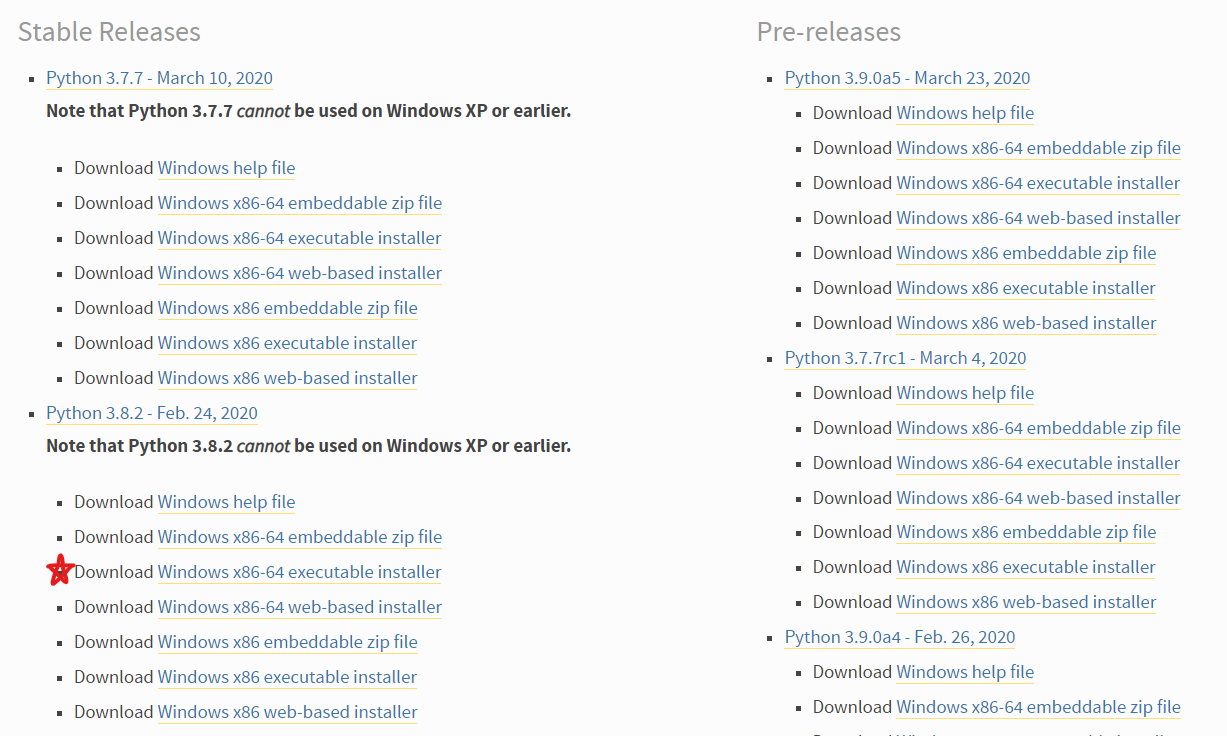 Stable Releases
Python 3.7.7 - March 10, 2020
Note that Python 3.7.7 cannot be used on Windows XP or earlier.
Download Windows help file
Download Windows x86-64 embeddable zip file
Download Windows x86-64 executable installer
Download Windows x86-64 web-based installer
Download Windows x86 embeddable zip file
Download Windows x86 executable installer
Download Windows x86 web-based installer
Python 3.8.2 - Feb. 24, 2020
Note that Python 3.8.2 cannot be used on Windows XP or earlier.
Download Windows help file
Download Windows x86-64 embeddable zip file
Download Windows x86-64 executable installer
Download Windows x86-64 web-based installer
Download Windows x86 embeddable zip file
Download Windows x86 executable installer
Download Windows x86 web-based installer
Pre-releases
Python 3.9.0a5 - March 23, 2020
Download Windows help file
Download Windows x86-64 embeddable zip file
Download Windows x86-64 executable installer
Download Windows x86-64 web-based installer
Download Windows x86 embeddable zip file
Download Windows x86 executable installer
Download Windows x86 web-based installer
Python 3.7.7rc1 - March 4, 2020
Download Windows help file
Download Windows x86-64 embeddable zip file
Download Windows x86-64 executable installer
Download Windows x86-64 web-based installer
Download Windows x86 embeddable zip file
Download Windows x86 executable installer
Download Windows x86 web-based installer
Python 3.9.0a4 - Feb. 26, 2020
Download Windows help file
Download Windows x86-64 embeddable zip file